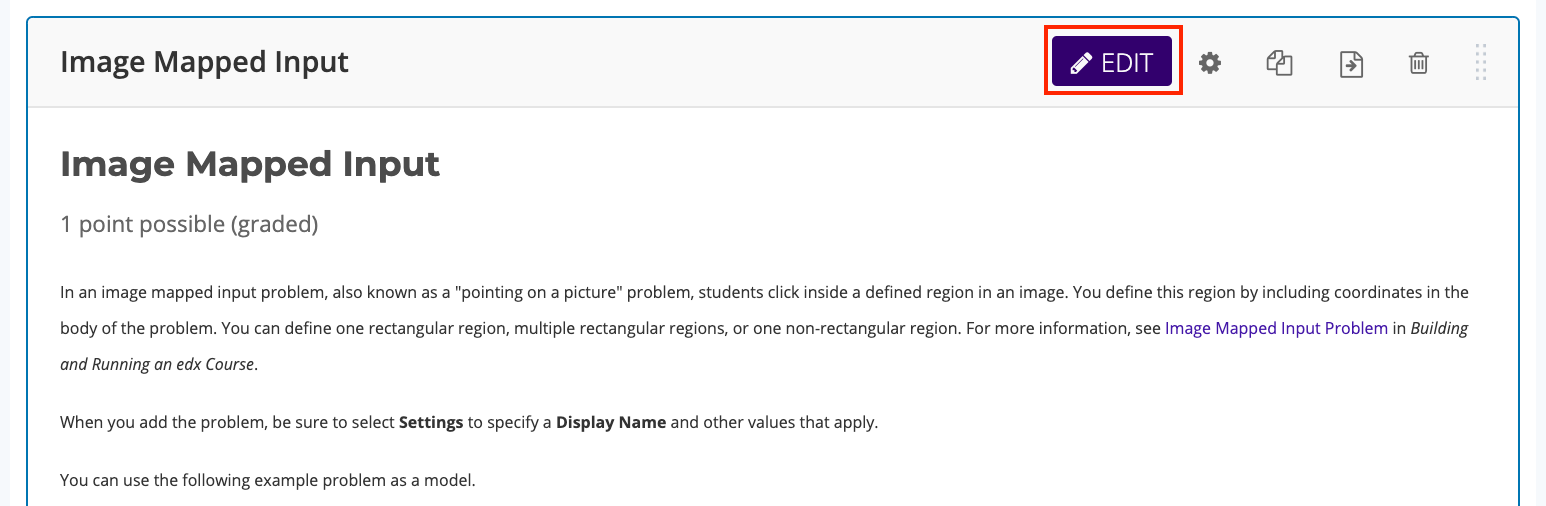 Image Mapped Input
EDIT
Image Mapped Input
1 point possible (graded)
In an image mapped input problem, also known as a "pointing on a picture" problem, students click inside a defined region in an image. You define this region by including coordinates in the
body of the problem. You can define one rectangular region, multiple rectangular regions, or one non-rectangular region. For more information, see Image Mapped Input Problem in Building
and Running an edx Course.
When you add the problem, be sure to select Settings to specify a Display Name and other values that apply.
You can use the following example problem as a model.